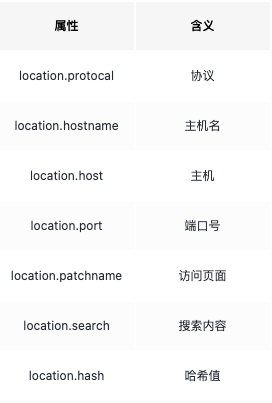 属性 含义
location.protocal 协议
location.hostname 主机名
location.host 主机
location.port 端口号
location.patchname 访问页面
location.search 搜索内容
location.hash 哈希值